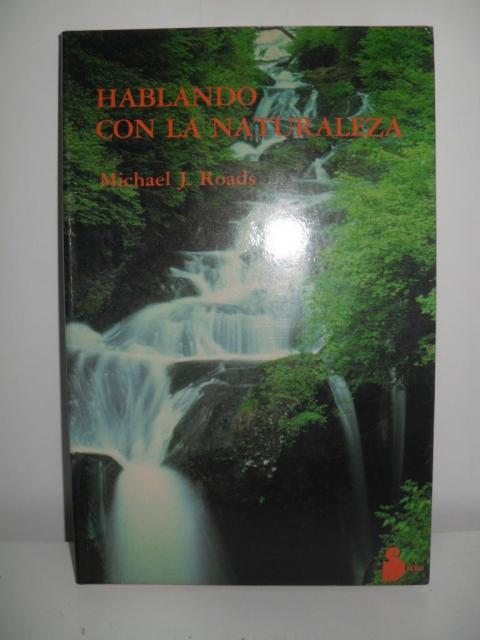 HABLANDO
CON LA NATURALEZA
Michael J. Roads